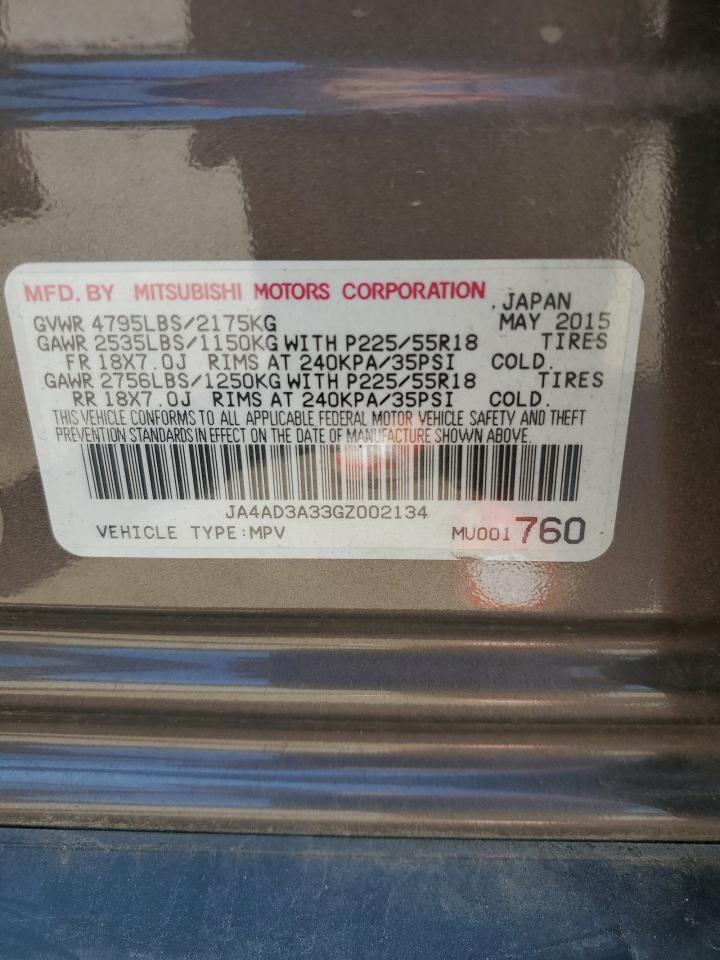 MFD. BY MITSUBISHI MOTORS CORPORATION , JAPAN
GVWR 4795LBS/2175KG MAY 2015
GAWR 2535LBS/1150KG WITH P225/55R18 TIRES
FR 18X7.0J RIMS AT 240KPA/35PSI COLD.
GAWR 2756LBS/1250KG WITH P225/55R18 TIRES
RR 18X7.0J RIMS AT 240KPA/35PSI COLD.
THIS VEHICLE CONFORMS TO ALL APPLICABLE FEDERAL MOTOR VEHICLE SAFETY AND THEFT
PREVENTION STANDARDS IN EFFECT ON THE DATE OF MANUFACTURE SHOWN ABOVE.
JA4AD3A33GZ002134
VEHICLE TYPE:MPV MU001760